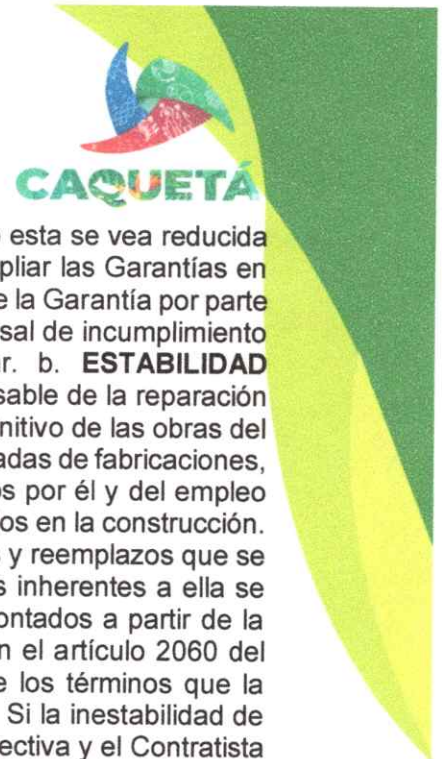 CAQUETÁ
esta se vea reducida
pliar las Garantías en
e la Garantía por parte
sal de incumplimiento
r. b. ESTABILIDAD
sable de la reparación
nitivo de las obras del
adas de fabricaciones,
os por él y del empleo
os en la construcción.
s y reemplazos que se
s inherentes a ella se
ontados a partir de la
n el artículo 2060 del
e los términos que la
Si la inestabilidad de
ectiva y el Contratista